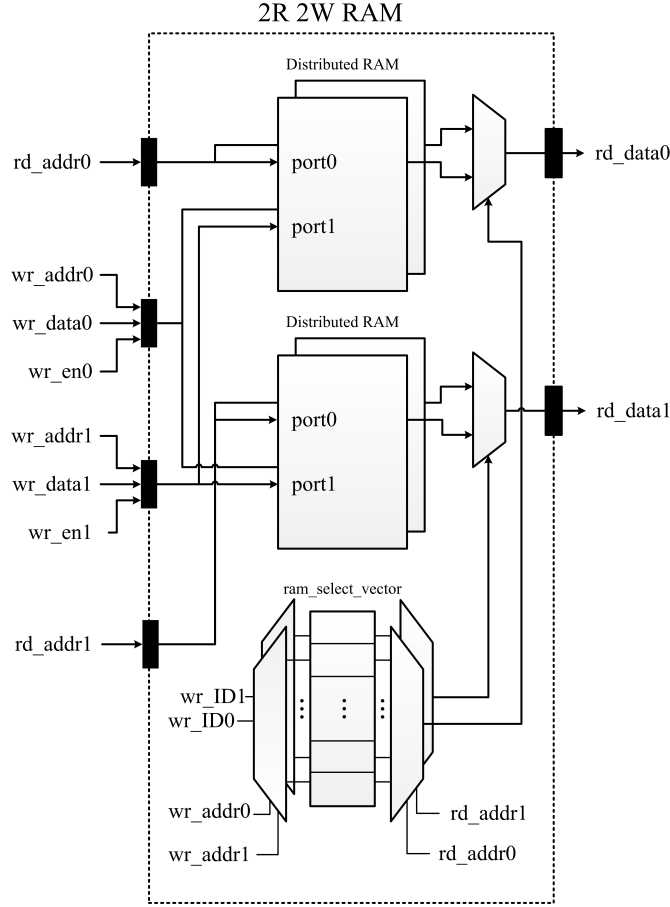 2R 2W RAM
Distributed RAM
rd_addr0
port0
rd_data0
port1
wr_addr0
wr_data0
wr_en0
Distributed RAM
port0
rd_data1
wr_addr1
wr_data1
port1
wr_en1
ram_select_vector
rd_addr1
wr_ID1
wr_ID0
wr_addr0
rd_addr1
wr_addr1
rd_addr0